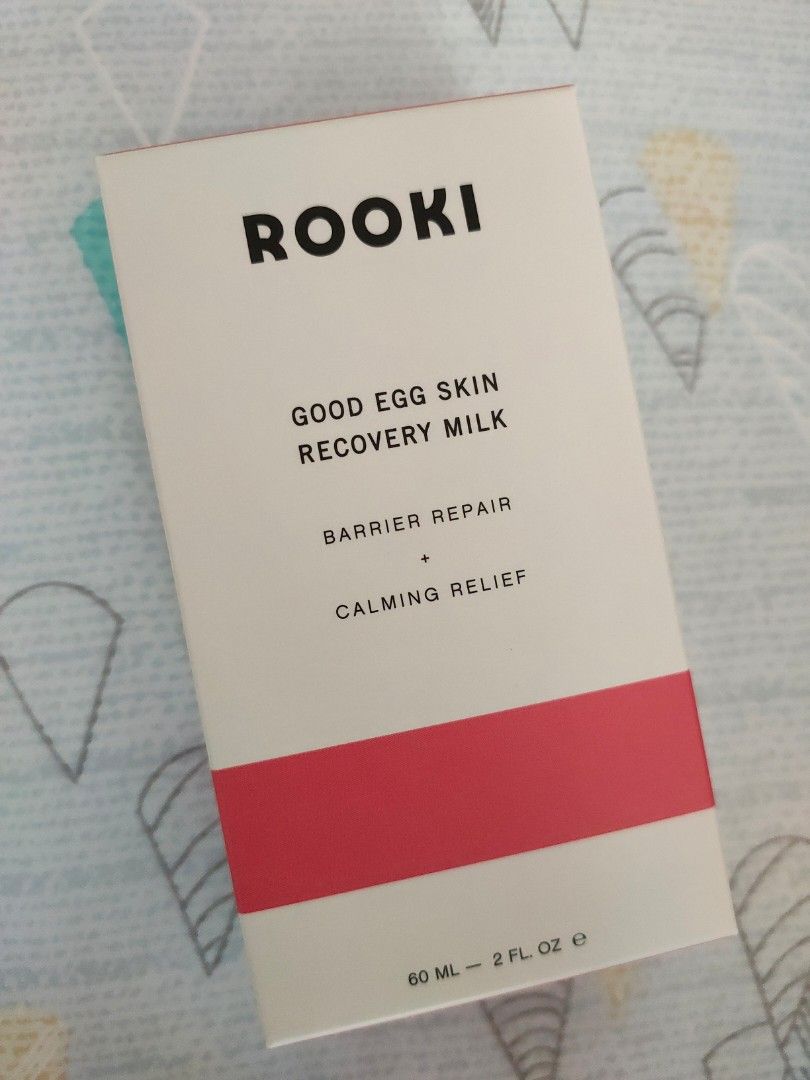 ROOKI
GOOD EGG SKIN
RECOVERY MILK
BARRIER REPAIR
+
CALMING RELIEF
60 ML — 2 FL. OZ ℮